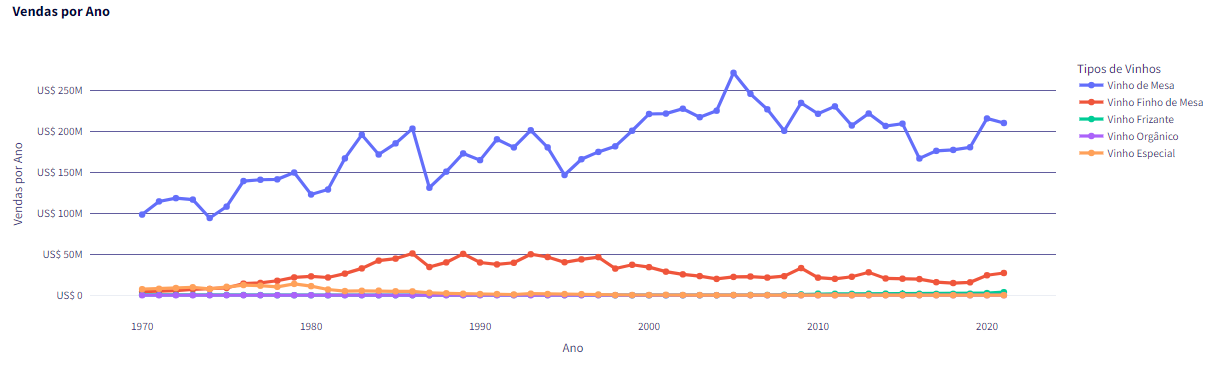 Vendas por Ano
Tipos de Vinhos
Vinho de Mesa
Vinho Finho de Mesa
Vinho Frizante
Vinho Orgânico
Vinho Especial
Vendas por Ano
US$ 250M
US$ 200M
US$ 150M
US$ 100M
US$ 50M
US$ 0
1970
1980
1990
2000
2010
2020
Ano